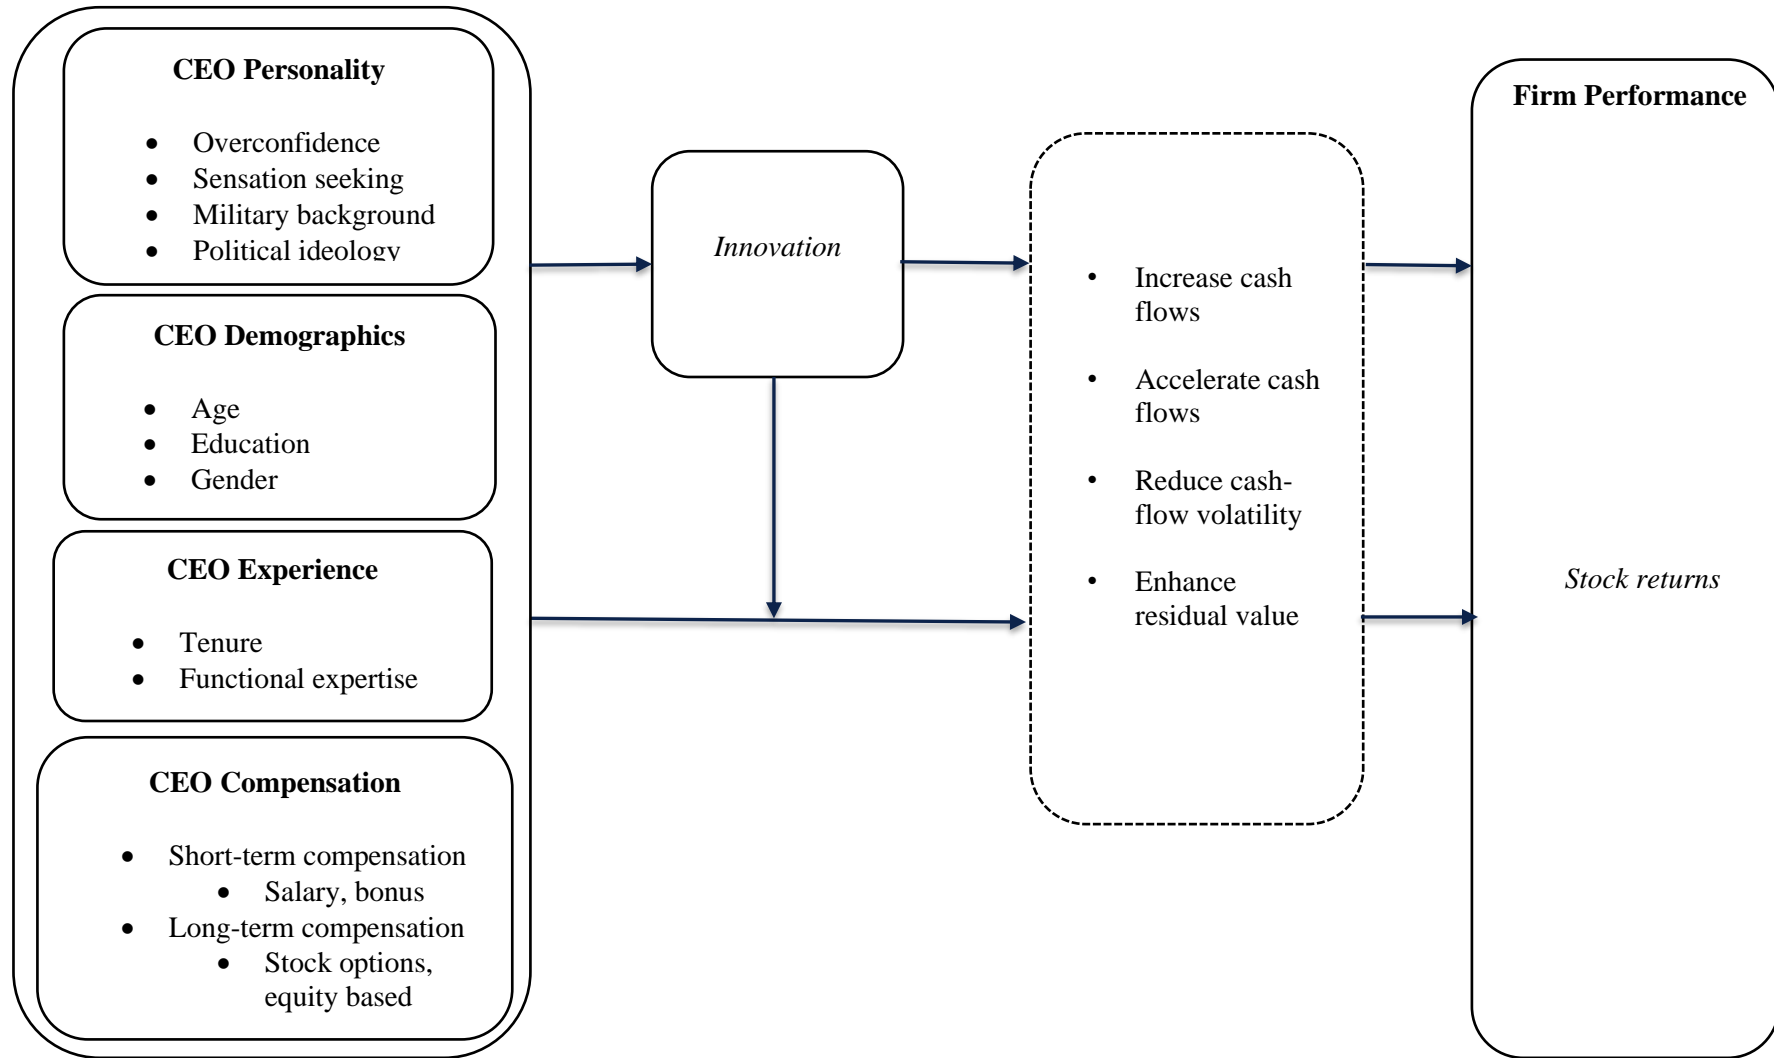 CEO Personality
• Overconfidence
• Sensation seeking
• Military background
• Political ideology
CEO Demographics
• Age
• Education
• Gender
CEO Experience
• Tenure
• Functional expertise
CEO Compensation
• Short-term compensation
• Salary, bonus
• Long-term compensation
• Stock options,
equity based
Innovation
• Increase cash
flows
• Accelerate cash
flows
• Reduce cash-
flow volatility
• Enhance
residual value
Firm Performance
Stock returns